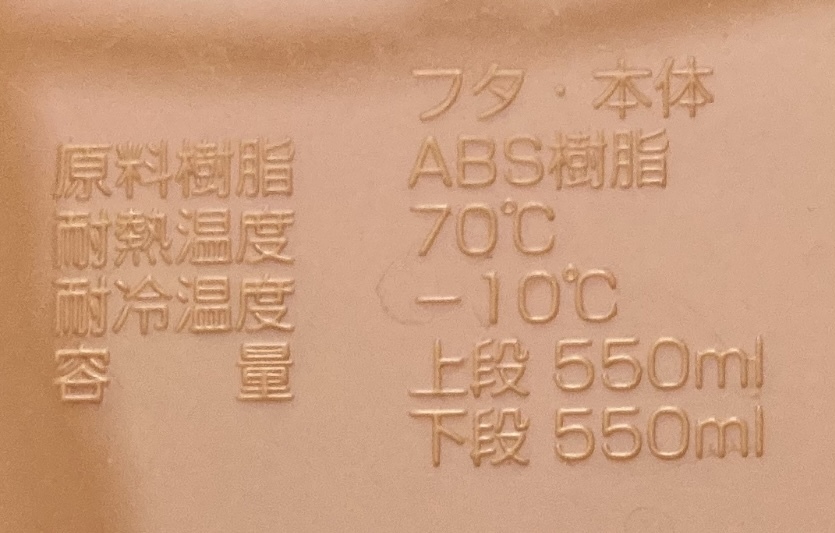 フタ・本体
原料樹脂 ABS樹脂
耐熱温度 70℃
耐冷温度 −10℃
容量 上段 550ml
下段 550ml